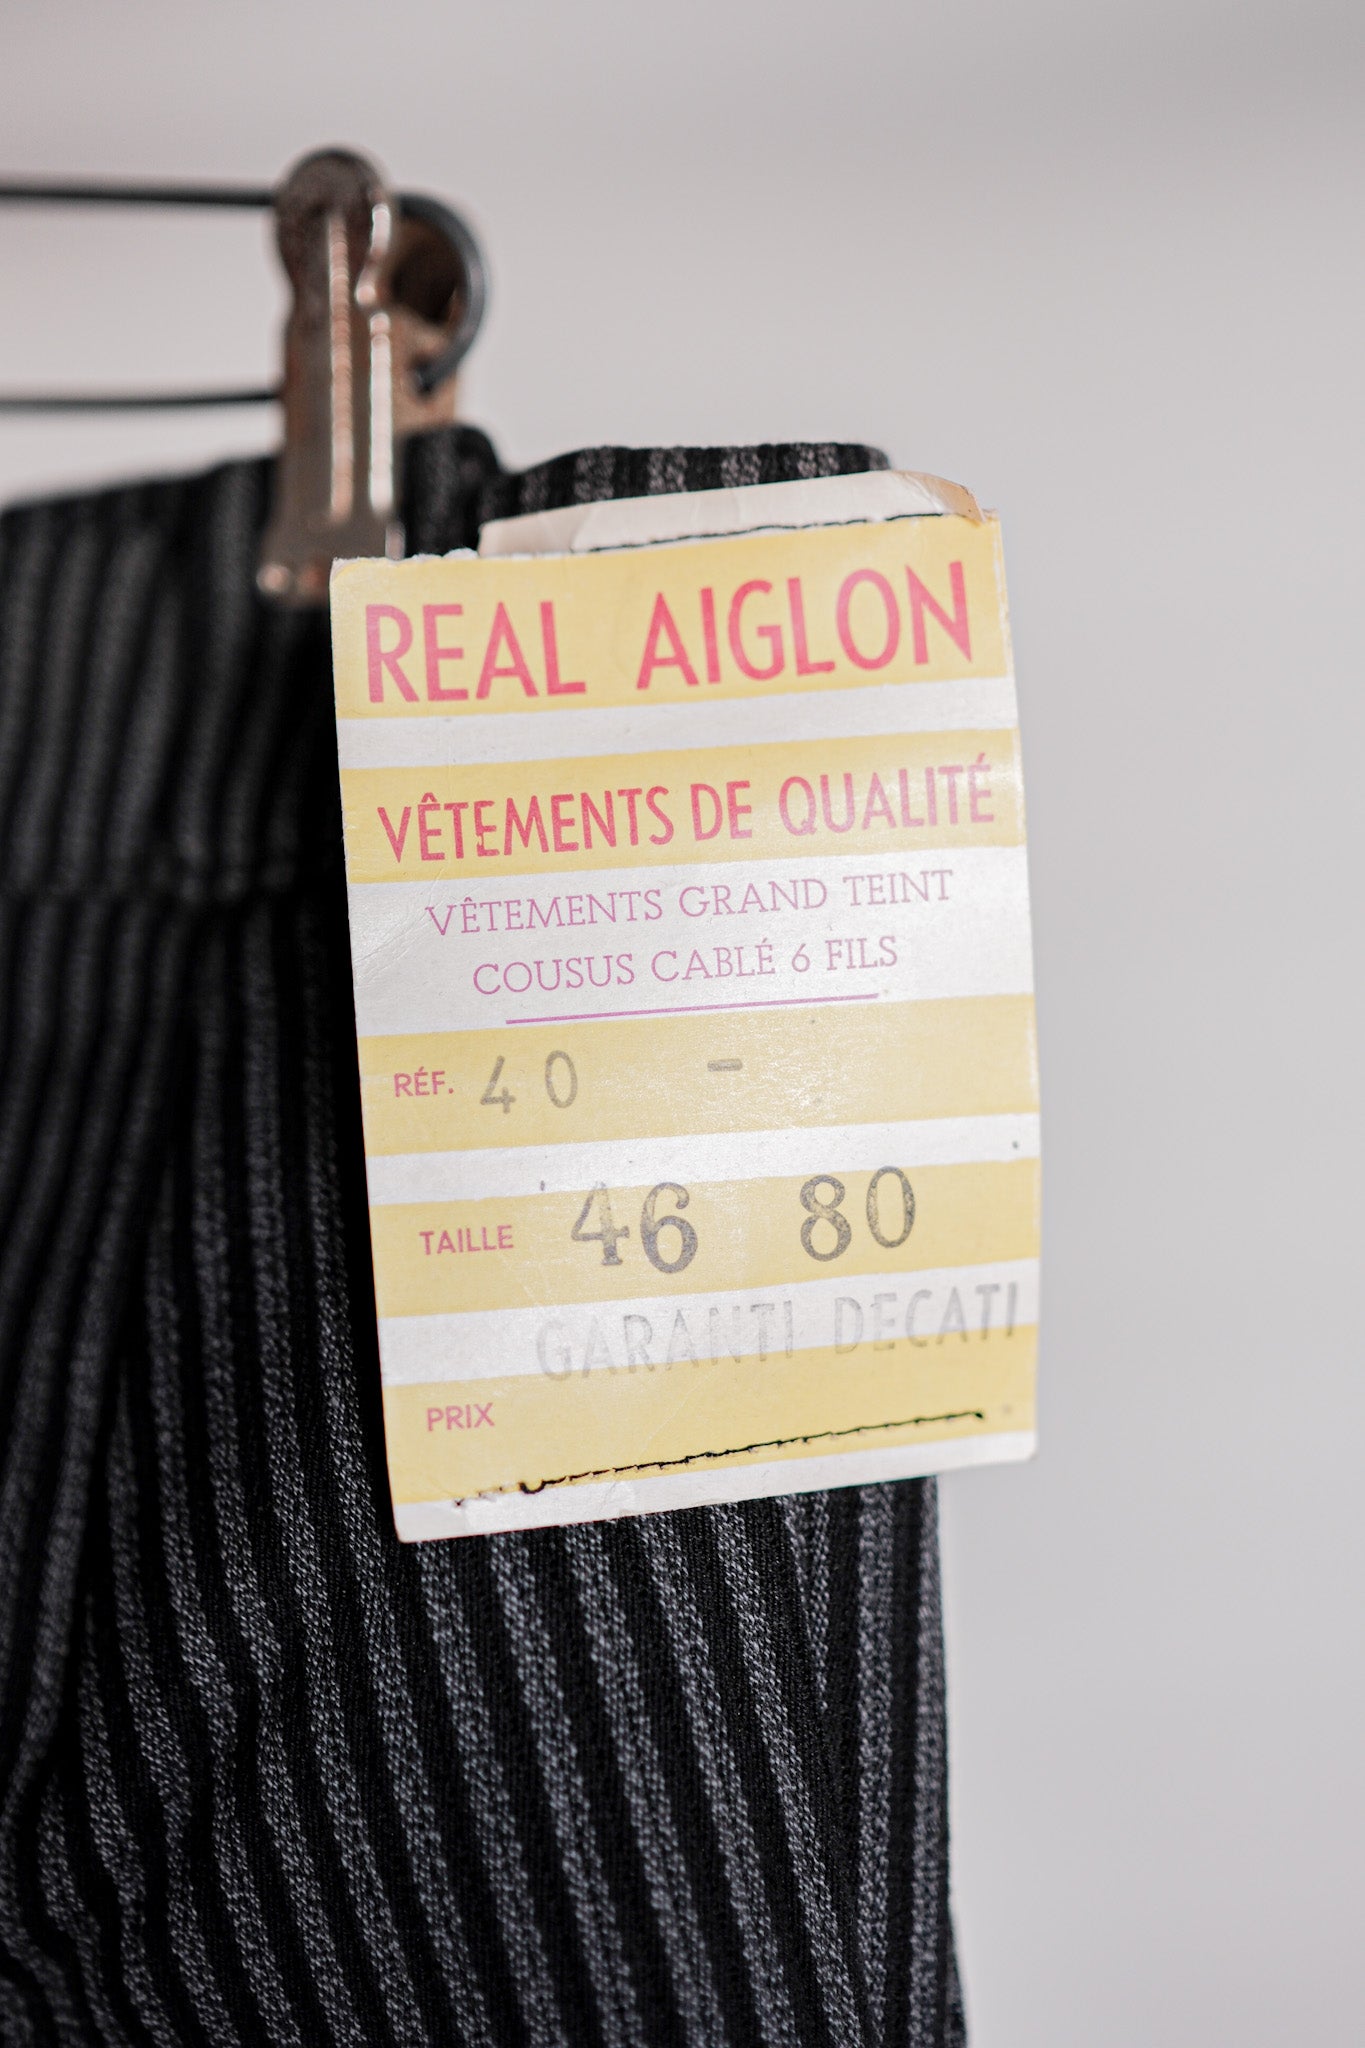 REAL AIGLON
VÊTEMENTS DE QUALITÉ
VÊTEMENTS GRAND TEINT
COUSUS CABLÉ 6 FILS
RÉF. 40 -
TAILLE 46 80
GARANTI DECATI
PRIX